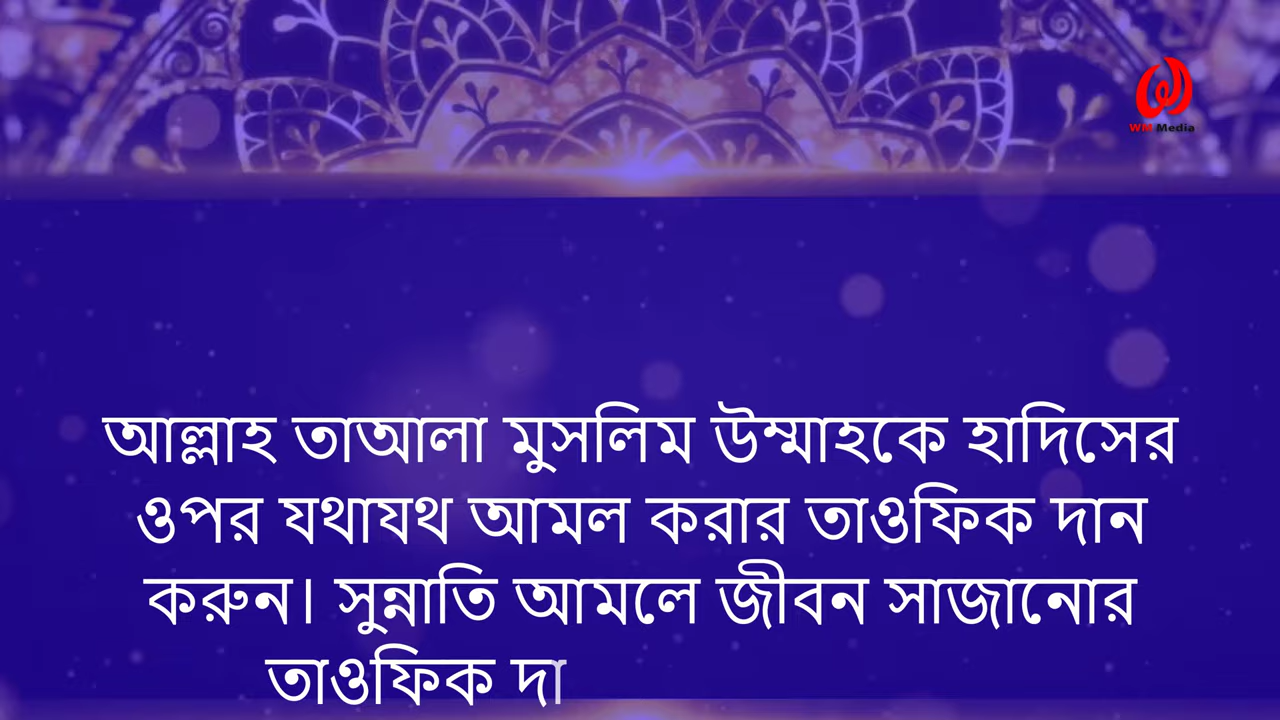 WM Media
আল্লাহ তাআলা মুসলিম উম্মাহকে হাদিসের
ওপর যথাযথ আমল করার তাওফিক দান
করুন। সুন্নাতি আমলে জীবন সাজানোর
তাওফিক দা